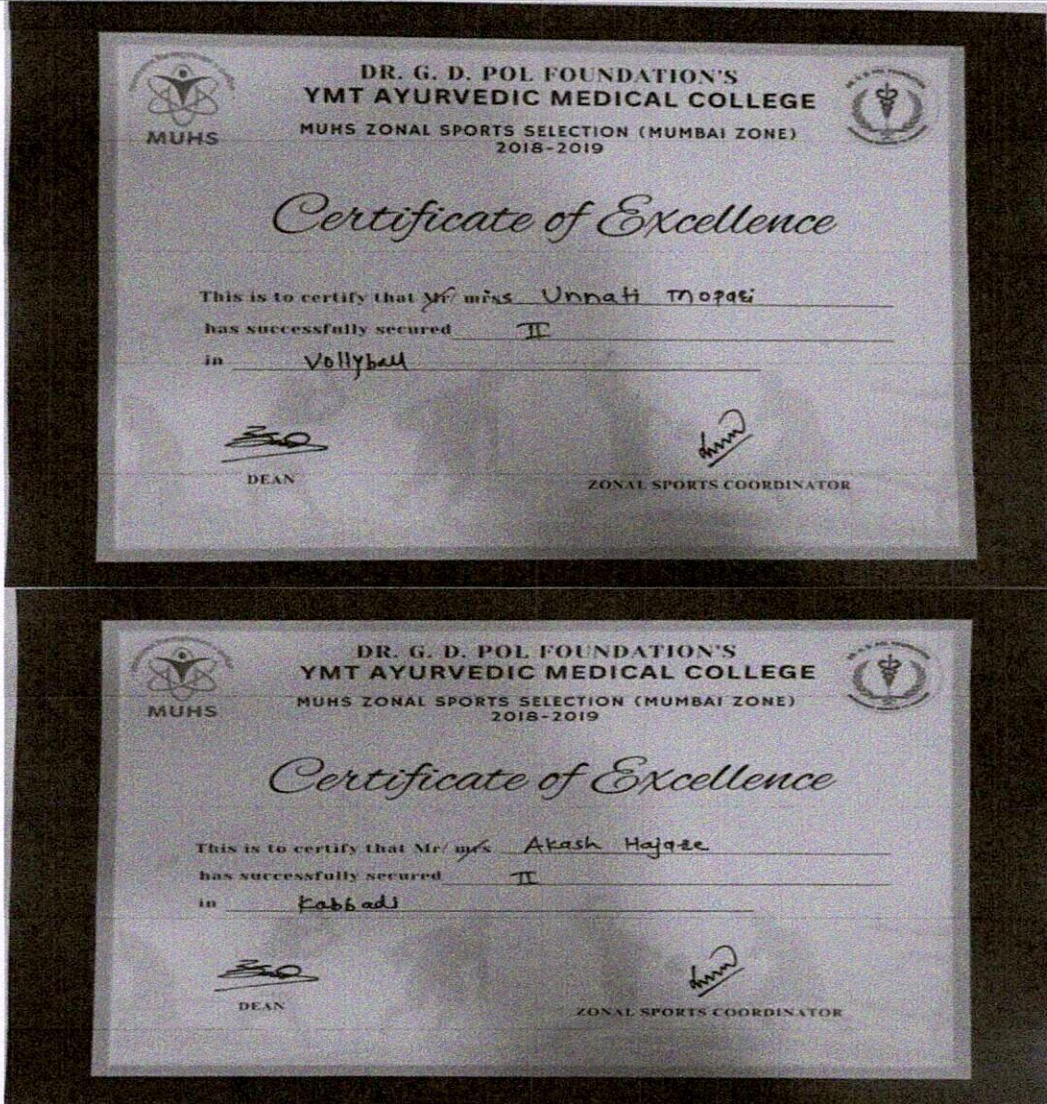 DR. G. D. POL FOUNDATION'S
YMT AYURVEDIC MEDICAL COLLEGE
MUHS
MUHS ZONAL SPORTS SELECTION (MUMBAI ZONE)
2018-2019
Certificate of Excellence
This is to certify that Mr/ miss Unnati
has successfully secured II
in Vollyball
DEAN
ZONAL SPORTS COORDINATOR
DR. G. D. POL FOUNDATION'S
YMT AYURVEDIC MEDICAL COLLEGE
MUHS
MUHS ZONAL SPORTS SELECTION (MUMBAI ZONE)
2018-2019
Certificate of Excellence
This is to certify that Mr/ mrs Akash Hajare
has successfully secured II
in Kabbadi
DEAN
ZONAL SPORTS COORDINATOR